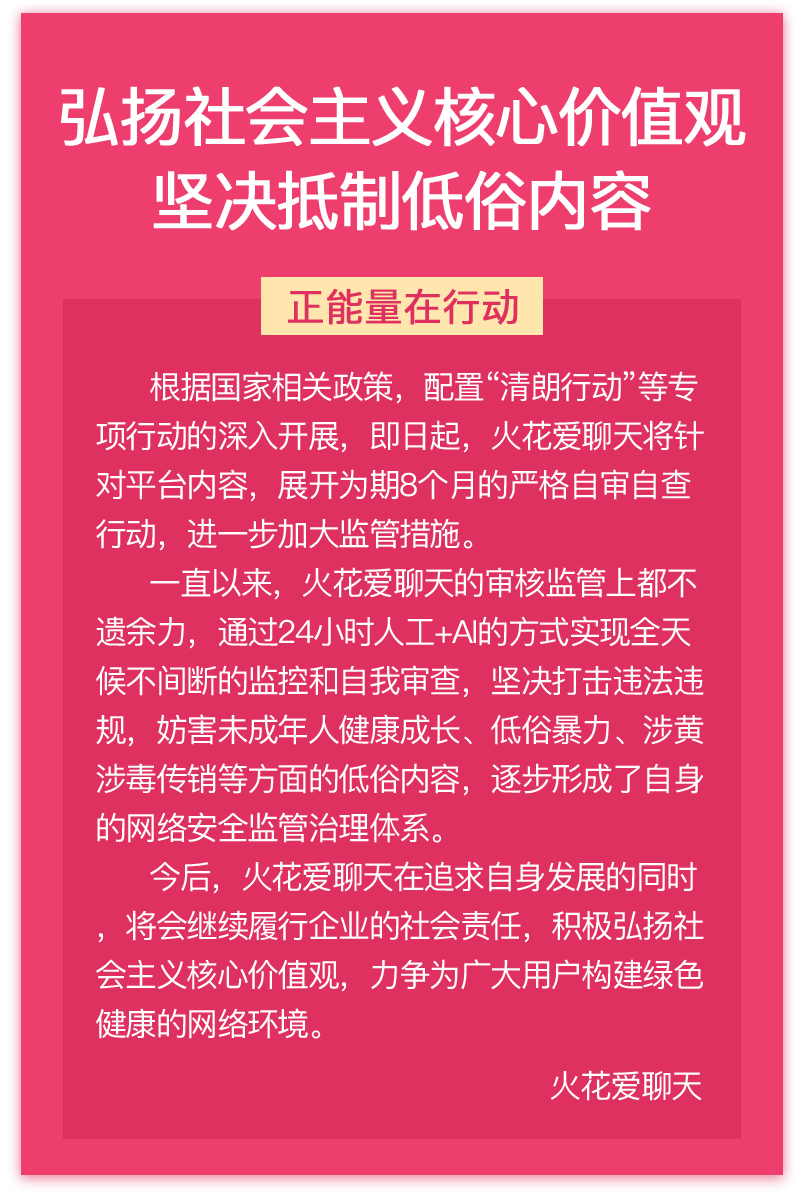 弘扬社会主义核心价值观
坚决抵制低俗内容
正能量在行动
根据国家相关政策，配置“清朗行动”等专
项行动的深入开展，即日起，火花爱聊天将针
对平台内容，展开为期8个月的严格自审自查
行动，进一步加大监管措施。
一直以来，火花爱聊天的审核监管上都不
遗余力，通过24小时人工+AI的方式实现全天
候不间断的监控和自我审查，坚决打击违法违
规，妨害未成年人健康成长、低俗暴力、涉黄
涉毒传销等方面的低俗内容，逐步形成了自身
的网络安全监管治理体系。
今后，火花爱聊天在追求自身发展的同时
，将会继续履行企业的社会责任，积极弘扬社
会主义核心价值观，力争为广大用户构建绿色
健康的网络环境。
火花爱聊天